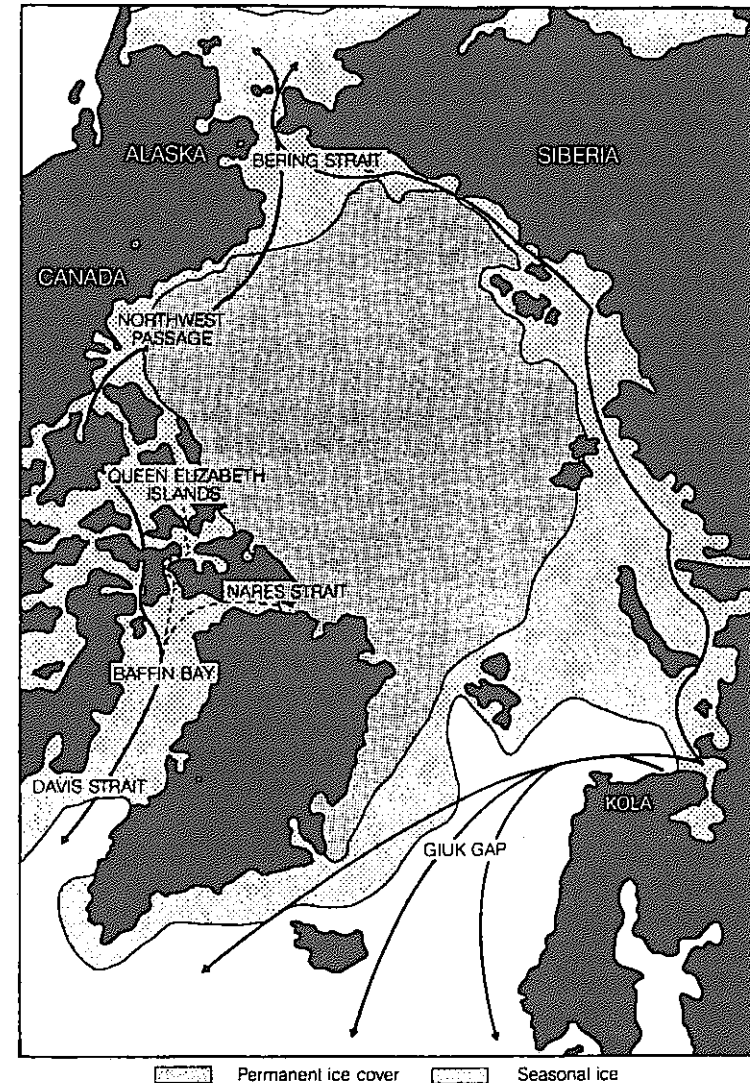 ALASKA
BERING STRAIT
SIBERIA
CANADA
NORTHWEST
PASSAGE
QUEEN ELIZABETH
ISLANDS
NARES STRAIT
BAFFIN BAY
DAVIS STRAIT
KOLA
GIUK GAP
Permanent ice cover
Seasonal ice